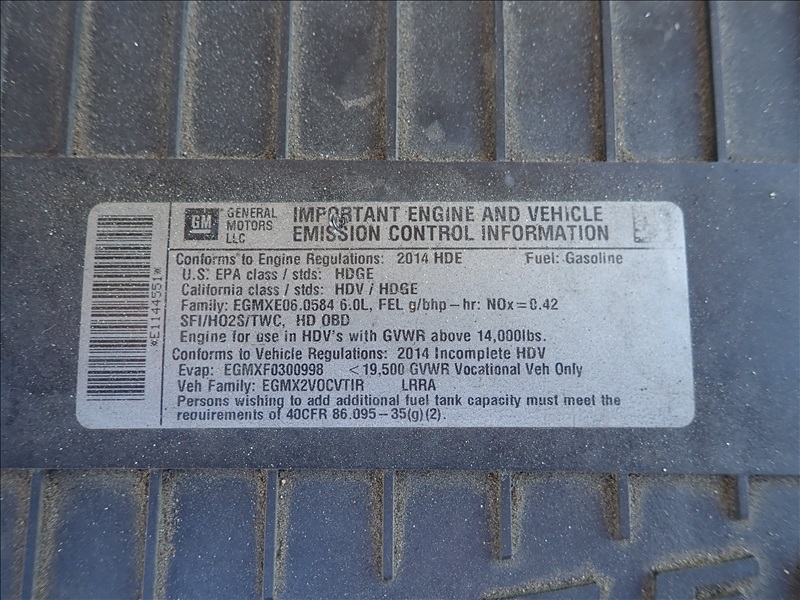 GM
GENERAL
MOTORS
LLC
IMPORTANT ENGINE AND VEHICLE
EMISSION CONTROL INFORMATION
Conforms to Engine Regulations: 2014 HDE Fuel: Gasoline
U.S. EPA class / stds: HDGE
California class / stds: HDV / HDGE
Family: EGMXE06.0584 6.0L, FEL g/bhp-hr: NOx=0.42
SFI/HO2S/TWC, HD OBD
Engine for use in HDV's with GVWR above 14,000lbs.
Conforms to Vehicle Regulations: 2014 Incomplete HDV
Evap: EGMXF0300998 <19,500 GVWR Vocational Veh Only
Veh Family: EGMX2VOCVTIR LRRA
Persons wishing to add additional fuel tank capacity must meet the
requirements of 40CFR 86.095-35(g)(2).
*E1144551*